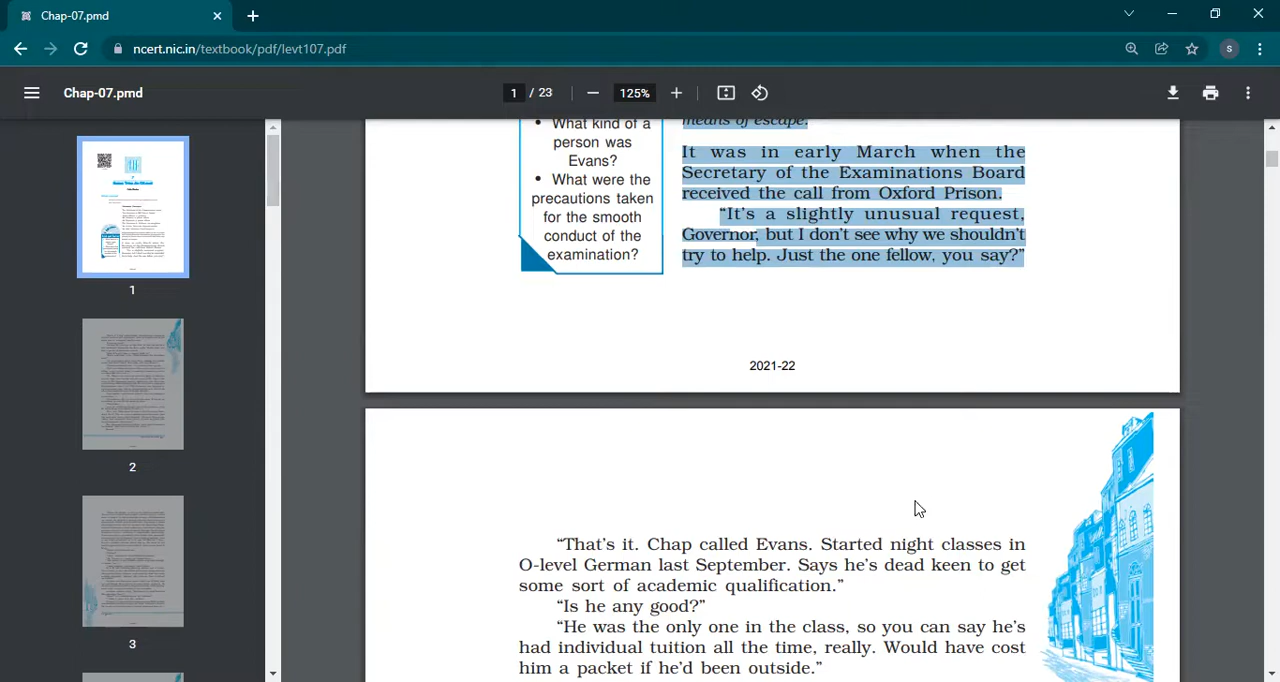 Chap-07.pmd
ncert.nic.in/textbook/pdf/levt107.pdf
S
Chap-07.pmd
1 / 23
125%
1
2
3
• What kind of a
person was
Evans?
• What were the
precautions taken
for the smooth
conduct of the
examination?
means of escape.
It was in early March when the
Secretary of the Examinations Board
received the call from Oxford Prison.
“It's a slightly unusual request,
Governor, but I don't see why we shouldn't
try to help. Just the one fellow, you say?”
2021-22
“That's it. Chap called Evans. Started night classes in
O-level German last September. Says he's dead keen to get
some sort of academic qualification.”
“Is he any good?”
“He was the only one in the class, so you can say he's
had individual tuition all the time, really. Would have cost
him a packet if he'd been outside.”